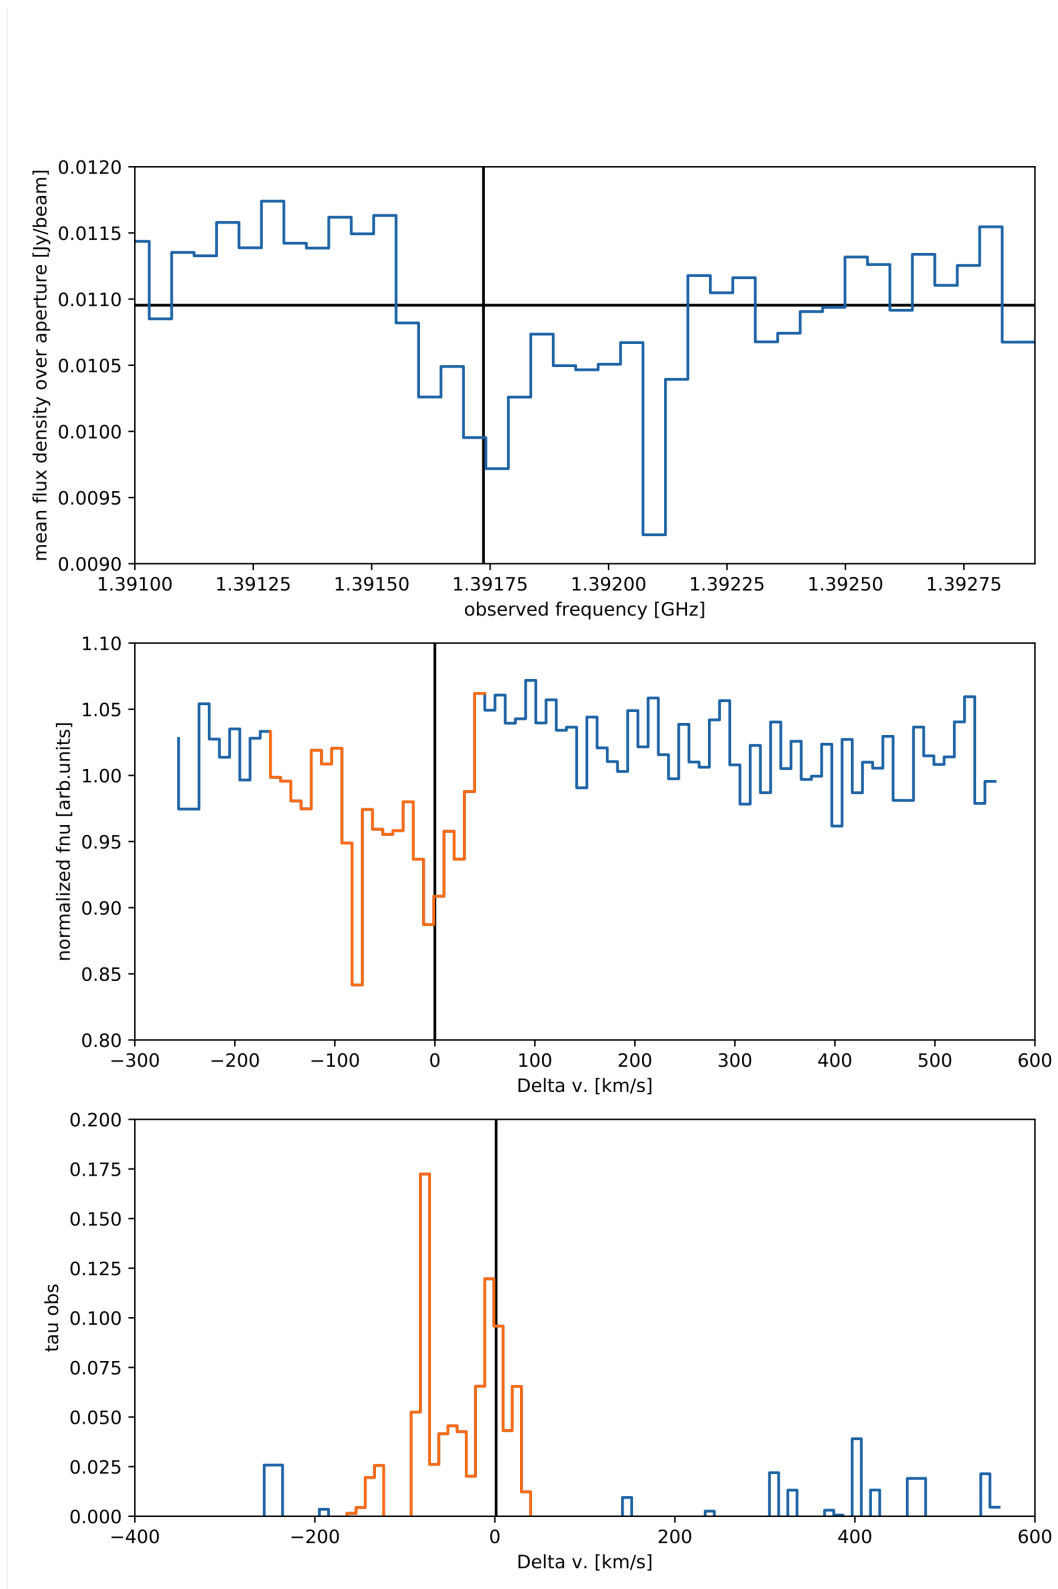 mean flux density over aperture [Jy/beam]
0.0120
0.0115
0.0110
0.0105
0.0100
0.0095
0.0090
1.39100 1.39125 1.39150 1.39175 1.39200 1.39225 1.39250 1.39275
observed frequency [GHz]
normalized fnu [arb.units]
1.10
1.05
1.00
0.95
0.90
0.85
0.80
−300 −200 −100 0 100 200 300 400 500 600
Delta v. [km/s]
tau obs
0.200
0.175
0.150
0.125
0.100
0.075
0.050
0.025
0.000
−400 −200 0 200 400 600
Delta v. [km/s]